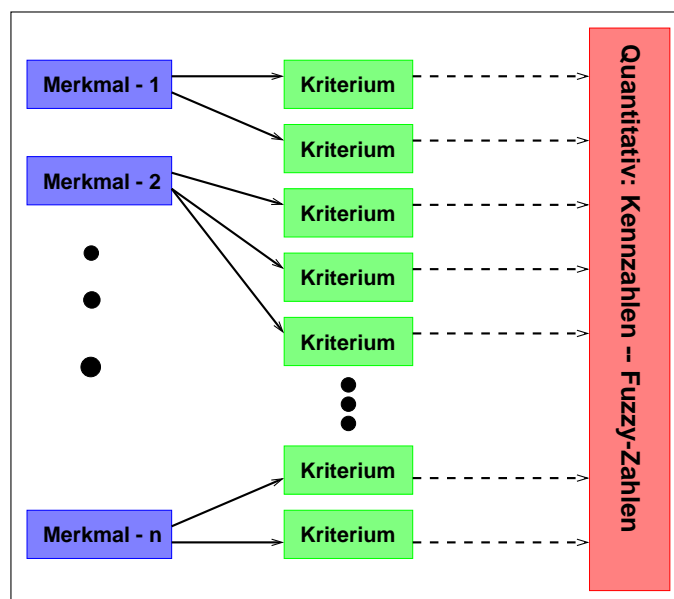 Merkmal - 1
Kriterium
Kriterium
Merkmal - 2
Kriterium
Kriterium
Kriterium
Merkmal - n
Kriterium
Kriterium
Quantitativ: Kennzahlen -- Fuzzy-Zahlen